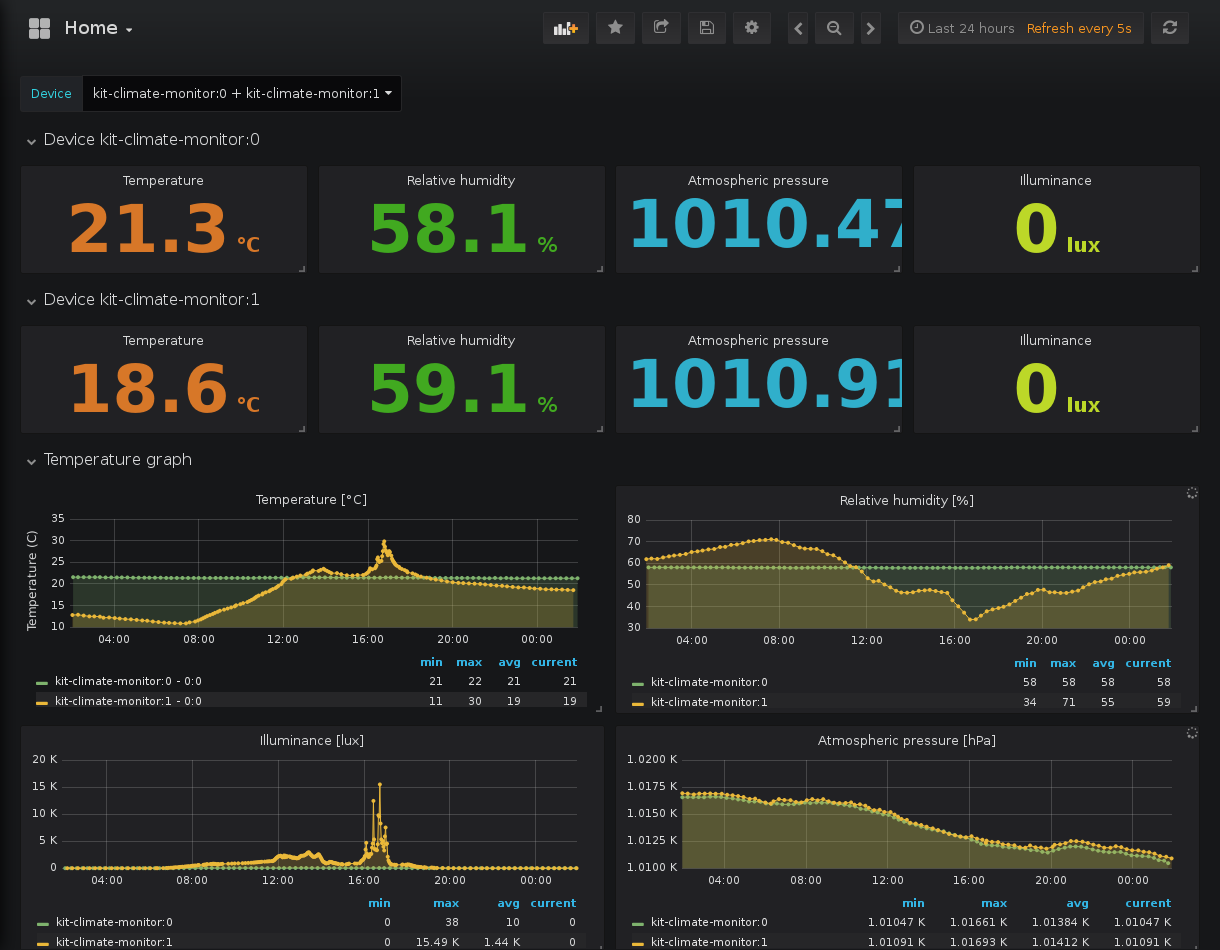 Home
Last 24 hours Refresh every 5s
Device kit-climate-monitor:0 + kit-climate-monitor:1
Device kit-climate-monitor:0
Temperature Relative humidity Atmospheric pressure Illuminance
21.3 °C 58.1 % 1010.47 0 lux
Device kit-climate-monitor:1
Temperature Relative humidity Atmospheric pressure Illuminance
18.6 °C 59.1 % 1010.91 0 lux
Temperature graph
Temperature [°C]
Temperature (C)
35
30
25
20
15
10
04:00 08:00 12:00 16:00 20:00 00:00
min max avg current
kit-climate-monitor:0 - 0:0 21 22 21 21
kit-climate-monitor:1 - 0:0 11 30 19 19
Relative humidity [%]
80
70
60
50
40
30
04:00 08:00 12:00 16:00 20:00 00:00
min max avg current
kit-climate-monitor:0 58 58 58 58
kit-climate-monitor:1 34 71 55 59
Illuminance [lux]
20 K
15 K
10 K
5 K
0
04:00 08:00 12:00 16:00 20:00 00:00
min max avg current
kit-climate-monitor:0 0 38 10 0
kit-climate-monitor:1 0 15.49 K 1.44 K 0
Atmospheric pressure [hPa]
1.0200 K
1.0175 K
1.0150 K
1.0125 K
1.0100 K
04:00 08:00 12:00 16:00 20:00 00:00
min max avg current
kit-climate-monitor:0 1.01047 K 1.01661 K 1.01384 K 1.01047 K
kit-climate-monitor:1 1.01091 K 1.01693 K 1.01412 K 1.01091 K